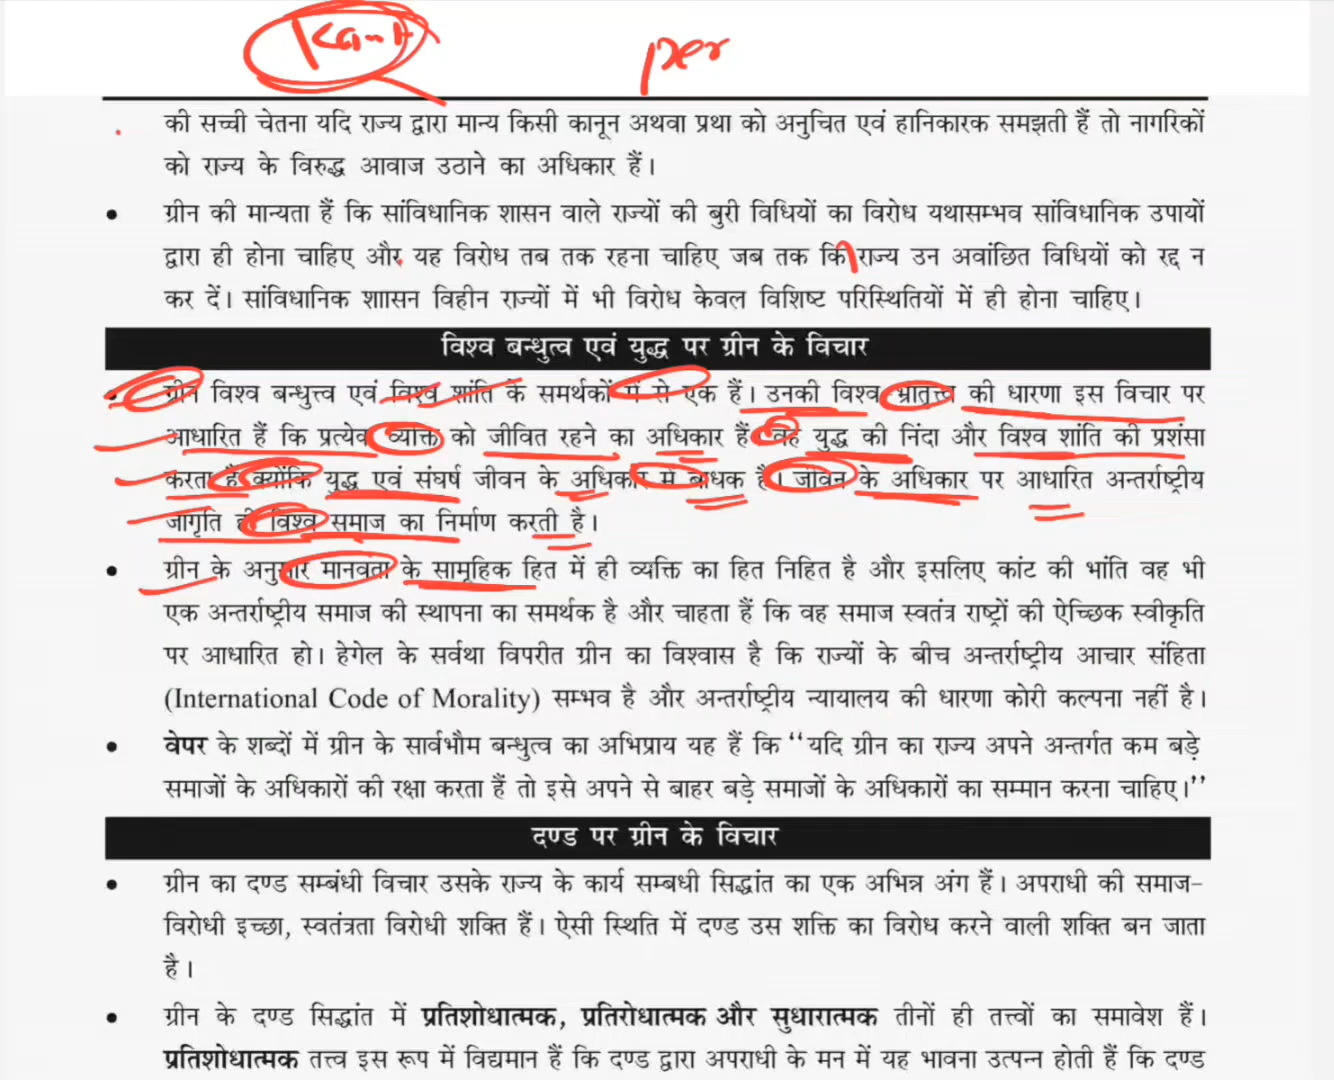 Kant
per
की सच्ची चेतना यदि राज्य द्वारा मान्य किसी कानून अथवा प्रथा को अनुचित एवं हानिकारक समझती हैं तो नागरिकों
को राज्य के विरुद्ध आवाज उठाने का अधिकार हैं।
• ग्रीन की मान्यता हैं कि सांविधानिक शासन वाले राज्यों की बुरी विधियों का विरोध यथासम्भव सांविधानिक उपायों
द्वारा ही होना चाहिए और यह विरोध तब तक रहना चाहिए जब तक कि राज्य उन अवांछित विधियों को रद्द न
कर दें। सांविधानिक शाासन विहीन राज्यों में भी विरोध केवल विशिष्ट परिस्थितियों में ही होना चाहिए।
विश्व बन्धुत्व एवं युद्ध पर ग्रीन के विचार
• ग्रीन विश्व बन्धुत्त्व एवं विश्व शांति के समर्थकों में से एक हैं। उनकी विश्व भ्रातृत्त्व की धारणा इस विचार पर
आधारित हैं कि प्रत्येक व्यक्ति को जीवित रहने का अधिकार हैं। वह युद्ध की निंदा और विश्व शांति की प्रशंसा
करता है क्योंकि युद्ध एवं संघर्ष जीवन के अधिकार में बाधक है। जीवन के अधिकार पर आधारित अन्तर्राष्ट्रीय
जागृति ही विश्व समाज का निर्माण करती है।
• ग्रीन के अनुसार मानवता के सामूहिक हित में ही व्यक्ति का हित निहित है और इसलिए कांट की भांति वह भी
एक अन्तर्राष्ट्रीय समाज की स्थापना का समर्थक है और चाहता हैं कि वह समाज स्वतंत्र राष्टों की ऐच्छिक स्वीकृति
पर आधारित हो। हेगेल के सर्वथा विपरीत ग्रीन का विश्वास है कि राज्यों के बीच अन्तर्राष्ट्रीय आचार संहिता
(International Code of Morality) सम्भव है और अन्तर्राष्ट्रीय न्यायालय की धारणा कोरी कल्पना नहीं है।
• वेपर के शब्दों में ग्रीन के सार्वभौम बन्धुत्व का अभिप्राय यह हैं कि ‘‘यदि ग्रीन का राज्य अपने अन्तर्गत कम बड़े
समाजों के अधिकारों की रक्षा करता हैं तो इसे अपने से बाहर बड़े समाजों के अधिकारों का सम्मान करना चाहिए।’’
दण्ड पर ग्रीन के विचार
• ग्रीन का दण्ड सम्बंधी विचार उसके राज्य के कार्य सम्बधी सिद्धांत का एक अभिन्न अंग हैं। अपराधी की समाज-
विरोधी इच्छा, स्वतंत्रता विरोधी शक्ति हैं। ऐसी स्थिति में दण्ड उस शक्ति का विरोध करने वाली शक्ति बन जाता
है।
• ग्रीन के दण्ड सिद्धांत में प्रतिशोधात्मक, प्रतिरोधात्मक और सुधारात्मक तीनों ही तत्त्वों का समावेश हैं।
प्रतिशोधात्मक तत्त्व इस रूप में विद्यमान हैं कि दण्ड द्वारा अपराधी के मन में यह भावना उत्पन्न होती हैं कि दण्ड